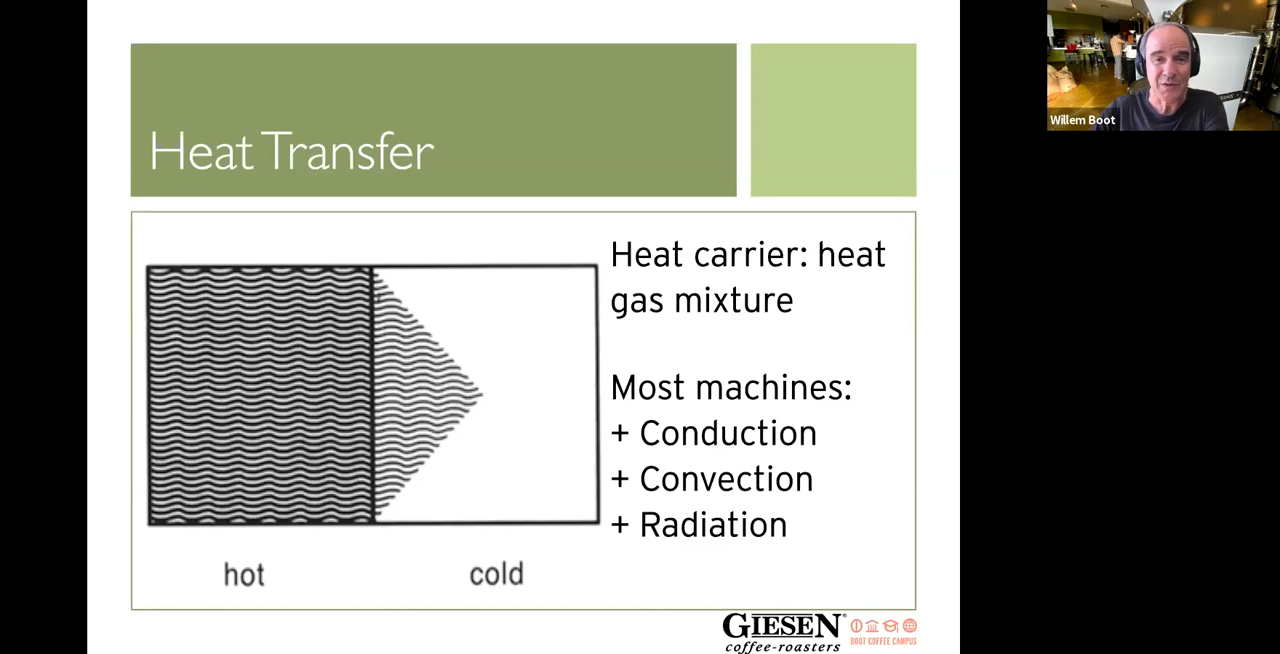 Heat Transfer
Heat carrier: heat
gas mixture
Most machines:
+ Conduction
+ Convection
+ Radiation
hot
cold
GIESEN®
coffee-roasters
BOOT COFFEE CAMPUS
Willem Boot